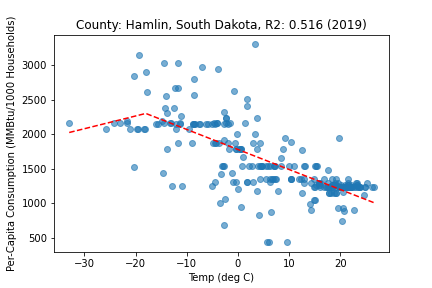 County: Hamlin, South Dakota, R2: 0.516 (2019)
Per-Capita Consumption (MMBtu/1000 Households)
3000
2500
2000
1500
1000
500
−30 −20 −10 0 10 20
Temp (deg C)